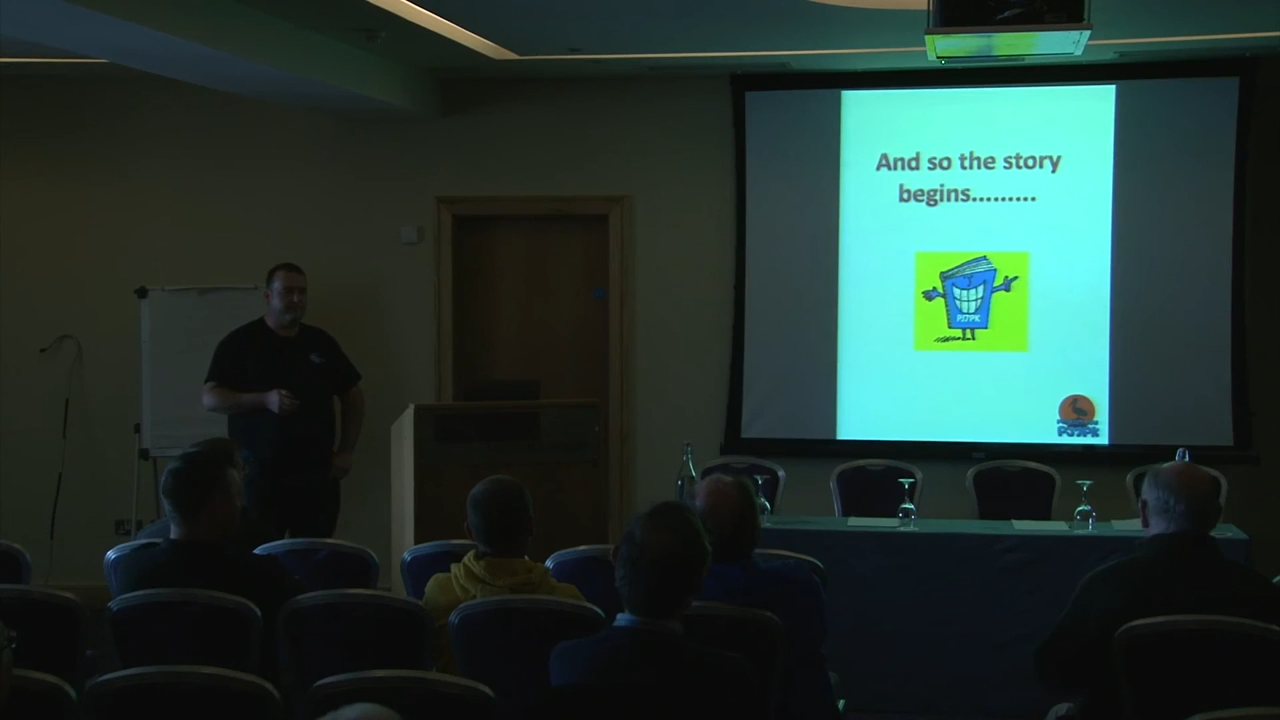 And so the story
begins.........
PJ7PK
PJ7PK